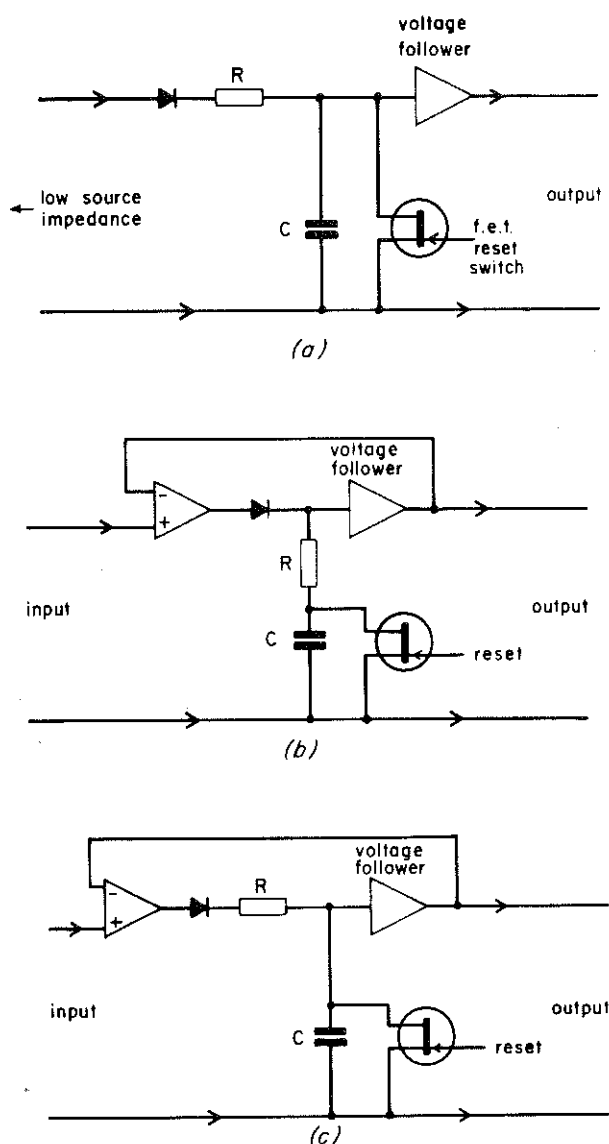 voltage
follower
R
low source
impedance
output
C
f.e.t.
reset
switch
(a)
voltage
follower
-
+
R
input
output
C
reset
(b)
voltage
follower
R
-
+
input
output
C
reset
(c)